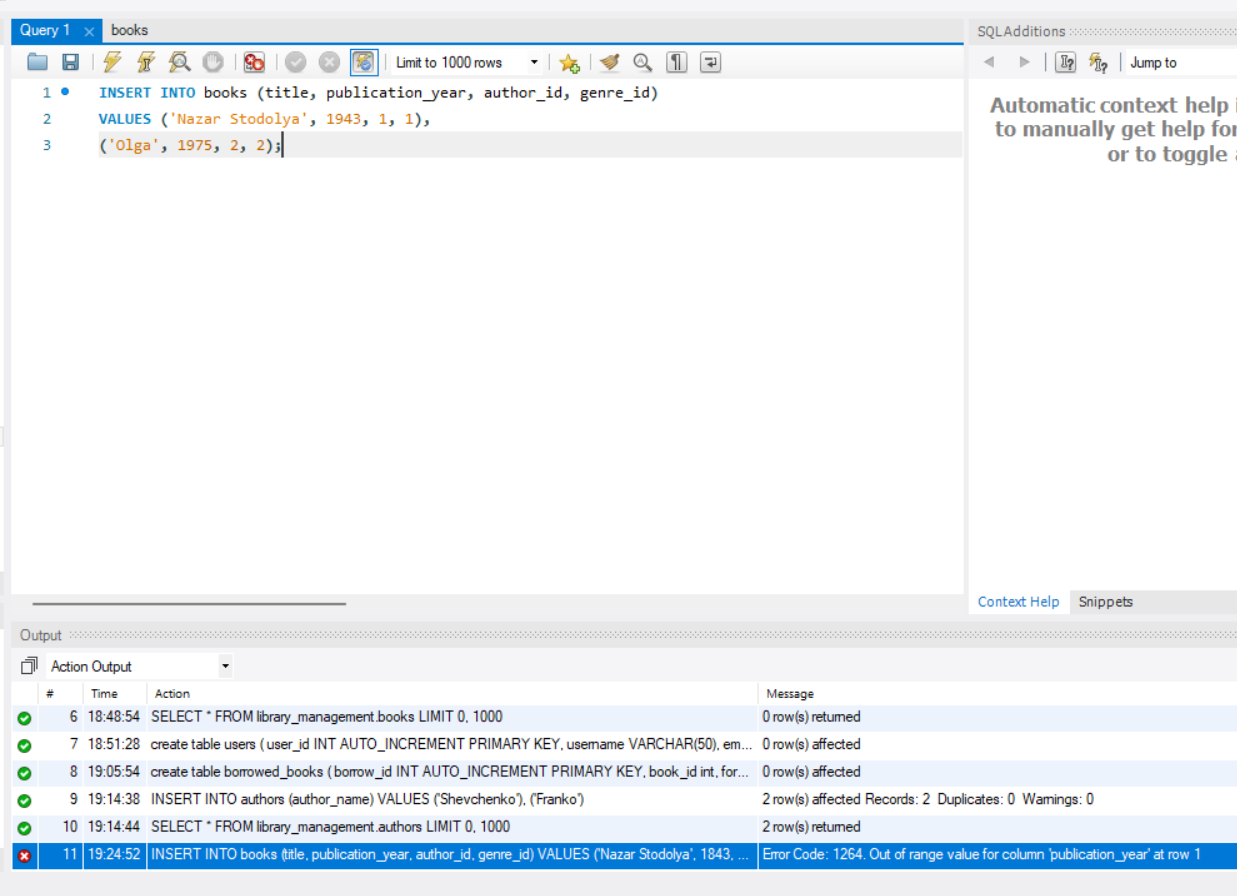 Query 1 books
SQLAdditions
Limit to 1000 rows
Jump to
1 INSERT INTO books (title, publication_year, author_id, genre_id)
2 VALUES ('Nazar Stodolya', 1943, 1, 1),
3 ('Olga', 1975, 2, 2);
Automatic context help
to manually get help for
or to toggle
Context Help Snippets
Output
Action Output
# Time Action Message
6 18:48:54 SELECT * FROM library_management.books LIMIT 0, 1000 0 row(s) returned
7 18:51:28 create table users ( user_id INT AUTO_INCREMENT PRIMARY KEY, username VARCHAR(50), em... 0 row(s) affected
8 19:05:54 create table borrowed_books ( borrow_id INT AUTO_INCREMENT PRIMARY KEY, book_id int, for... 0 row(s) affected
9 19:14:38 INSERT INTO authors (author_name) VALUES ('Shevchenko'), ('Franko') 2 row(s) affected Records: 2 Duplicates: 0 Warnings: 0
10 19:14:44 SELECT * FROM library_management.authors LIMIT 0, 1000 2 row(s) returned
11 19:24:52 INSERT INTO books (title, publication_year, author_id, genre_id) VALUES ('Nazar Stodolya', 1843, ... Error Code: 1264. Out of range value for column 'publication_year' at row 1